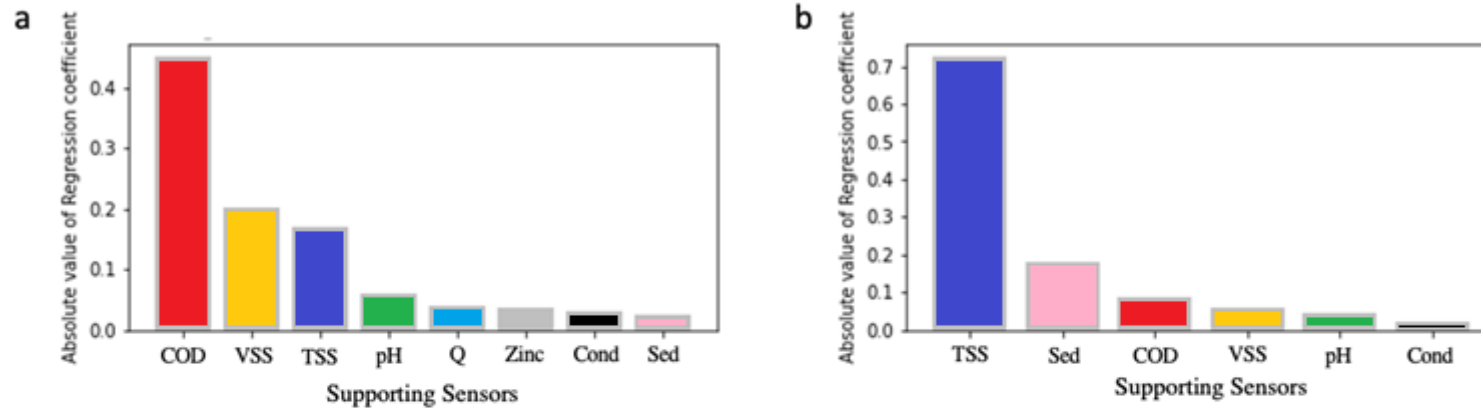 a
Absolute value of Regression coefficient
0.4
0.3
0.2
0.1
0.0
COD VSS TSS pH Q Zinc Cond Sed
Supporting Sensors
b
Absolute value of Regression coefficient
0.7
0.6
0.5
0.4
0.3
0.2
0.1
0.0
TSS Sed COD VSS pH Cond
Supporting Sensors